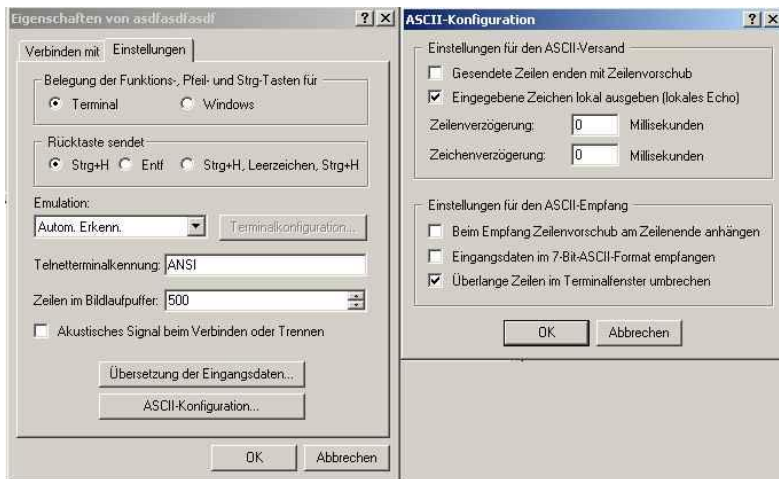 Eigenschaften von asdfasdfasdf
Verbinden mit Einstellungen
Belegung der Funktions-, Pfeil- und Strg-Tasten für
Terminal Windows
Rücktaste sendet
Strg+H Entf Strg+H, Leerzeichen, Strg+H
Emulation:
Autom. Erkenn. Terminalkonfiguration...
Telnetterminalkennung: ANSI
Zeilen im Bildlaufpuffer: 500
Akustisches Signal beim Verbinden oder Trennen
Übersetzung der Eingangsdaten...
ASCII-Konfiguration...
OK Abbrechen
ASCII-Konfiguration
Einstellungen für den ASCII-Versand
Gesendete Zeilen enden mit Zeilenvorschub
Eingegebene Zeichen lokal ausgeben (lokales Echo)
Zeilenverzögerung: 0 Millisekunden
Zeichenverzögerung: 0 Millisekunden
Einstellungen für den ASCII-Empfang
Beim Empfang Zeilenvorschub am Zeilenende anhängen
Eingangsdaten im 7-Bit-ASCII-Format empfangen
Überlange Zeilen im Terminalfenster umbrechen
OK Abbrechen